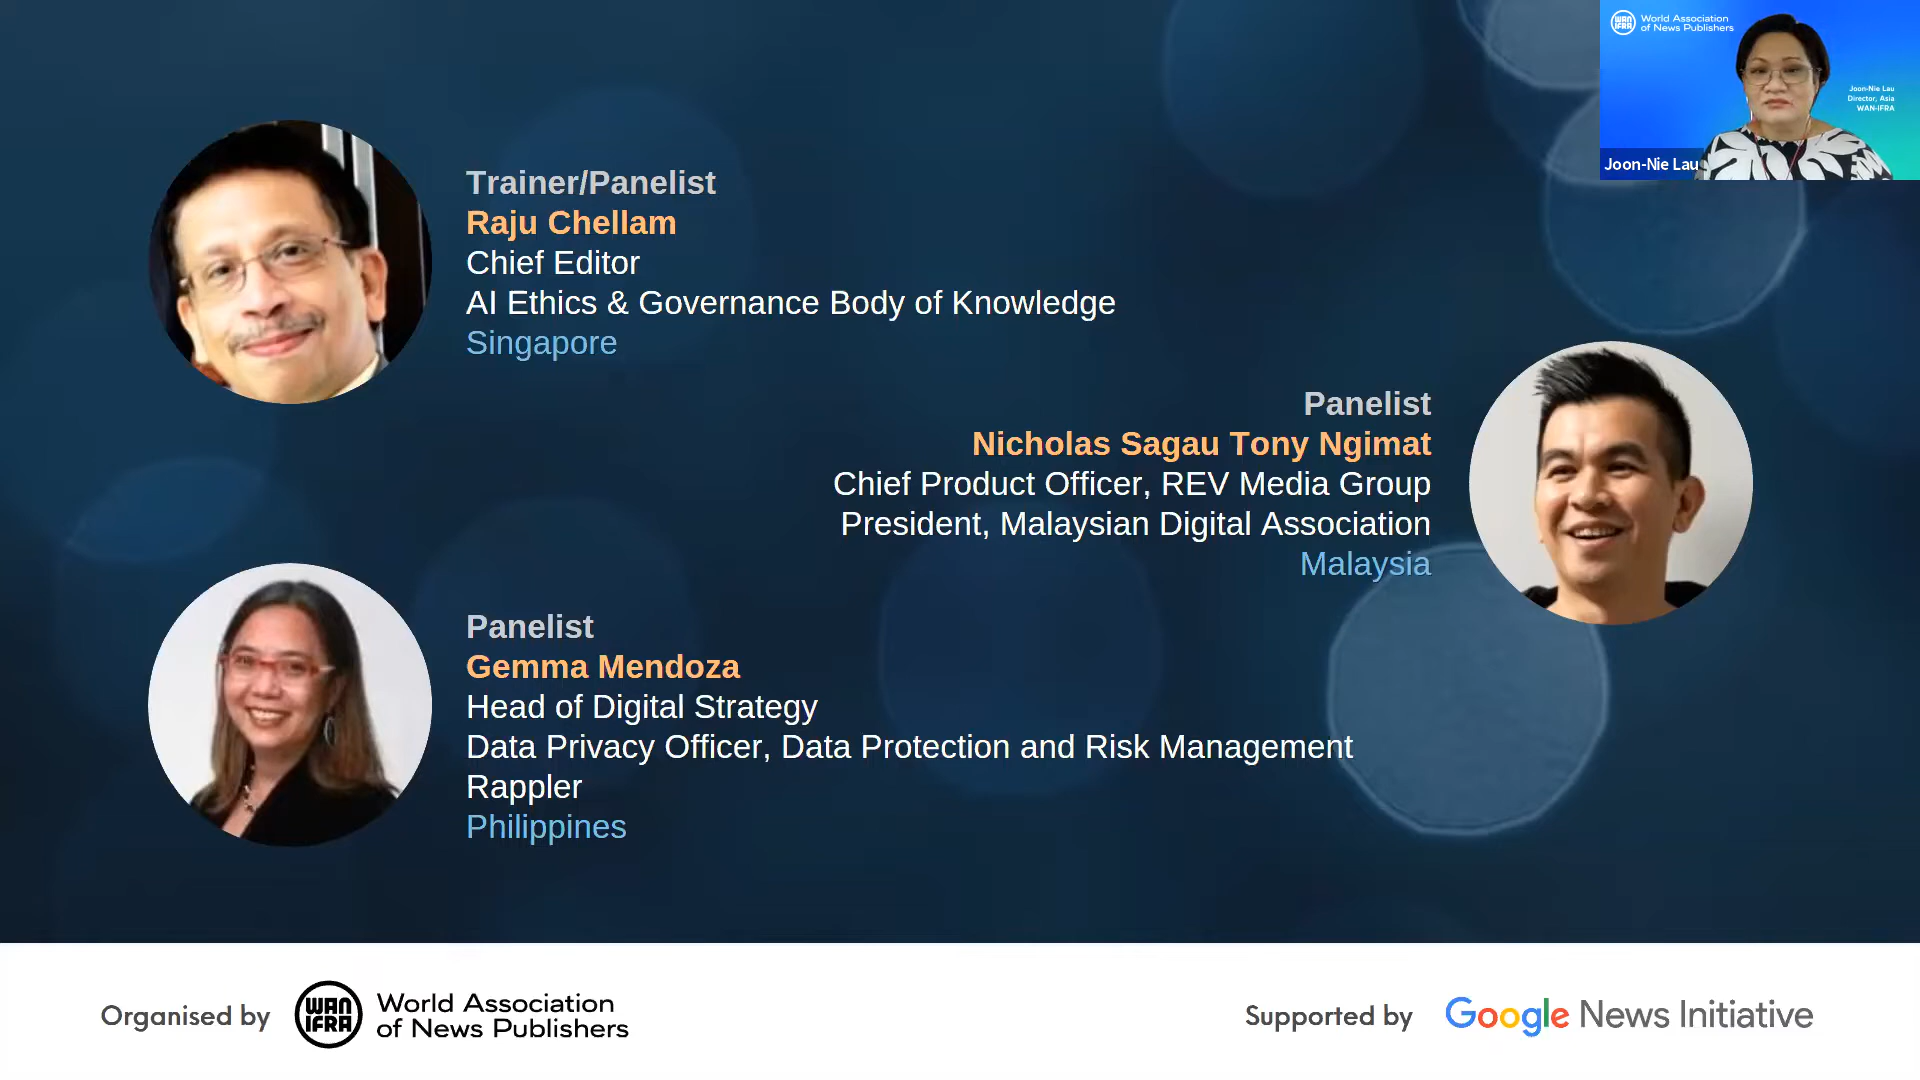 World Association
of News Publishers
Joon-Nie Lau
Director, Asia
WAN-IFRA
Joon-Nie Lau
Trainer/Panelist
Raju Chellam
Chief Editor
AI Ethics & Governance Body of Knowledge
Singapore
Panelist
Nicholas Sagau Tony Ngimat
Chief Product Officer, REV Media Group
President, Malaysian Digital Association
Malaysia
Panelist
Gemma Mendoza
Head of Digital Strategy
Data Privacy Officer, Data Protection and Risk Management
Rappler
Philippines
Organised by
WAN
IFRA
World Association
of News Publishers
Supported by
Google News Initiative